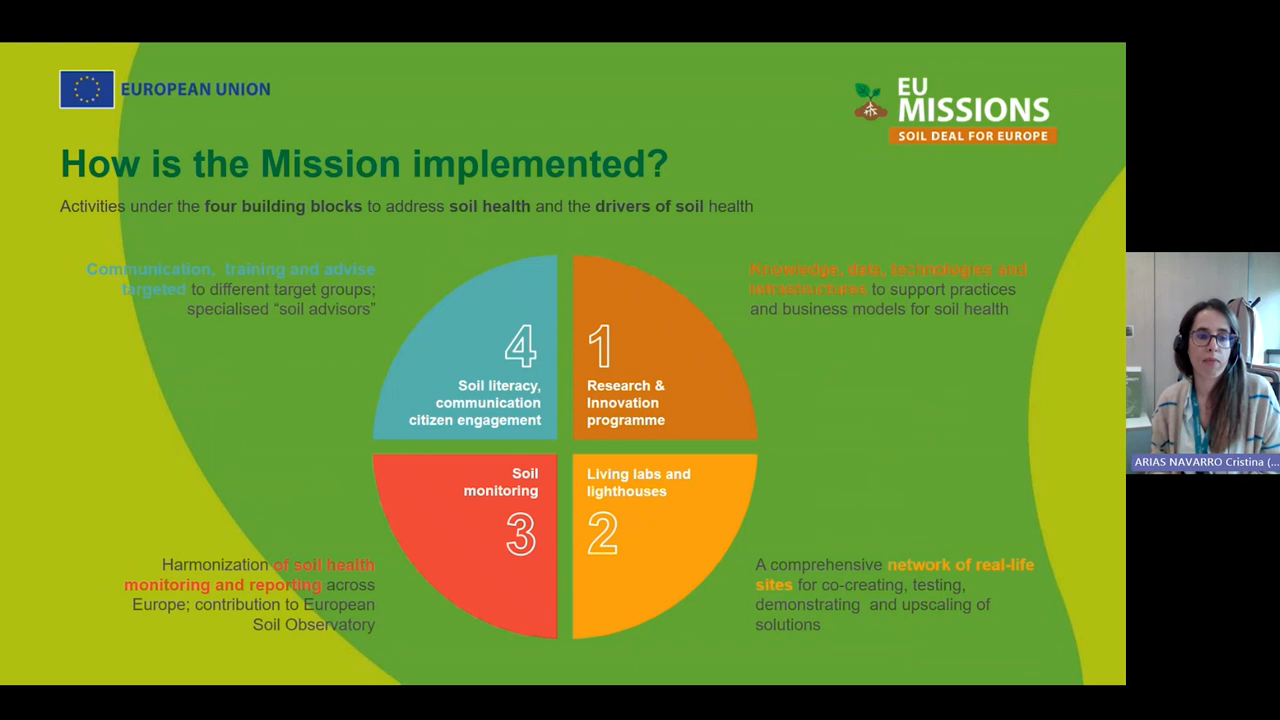 EUROPEAN UNION
EU
MISSIONS
SOIL DEAL FOR EUROPE
How is the Mission implemented?
Activities under the four building blocks to address soil health and the drivers of soil health
Communication, training and advise
targeted to different target groups;
specialised “soil advisors”
Knowledge, data, technologies and
infrastructures to support practices
and business models for soil health
4
Soil literacy,
communication
citizen engagement
1
Research &
Innovation
programme
Soil
monitoring
3
Living labs and
lighthouses
2
Harmonization of soil health
monitoring and reporting across
Europe; contribution to European
Soil Observatory
A comprehensive network of real-life
sites for co-creating, testing,
demonstrating and upscaling of
solutions
ARIAS NAVARRO Cristina (...